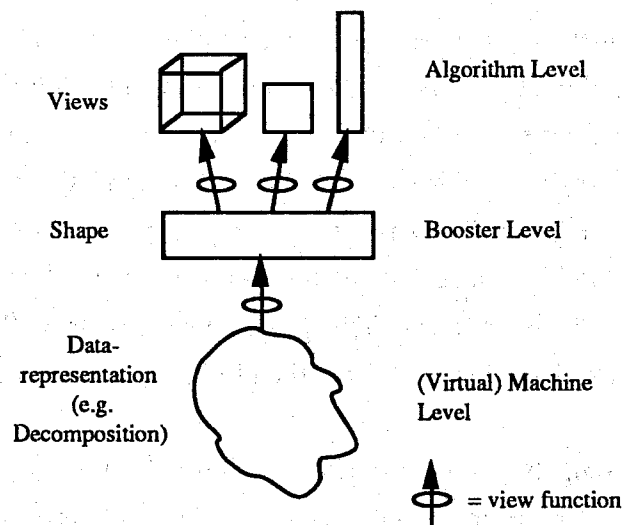 Algorithm Level
Views
Shape
Booster Level
Data-
representation
(e.g.
Decomposition)
(Virtual) Machine
Level
= view function